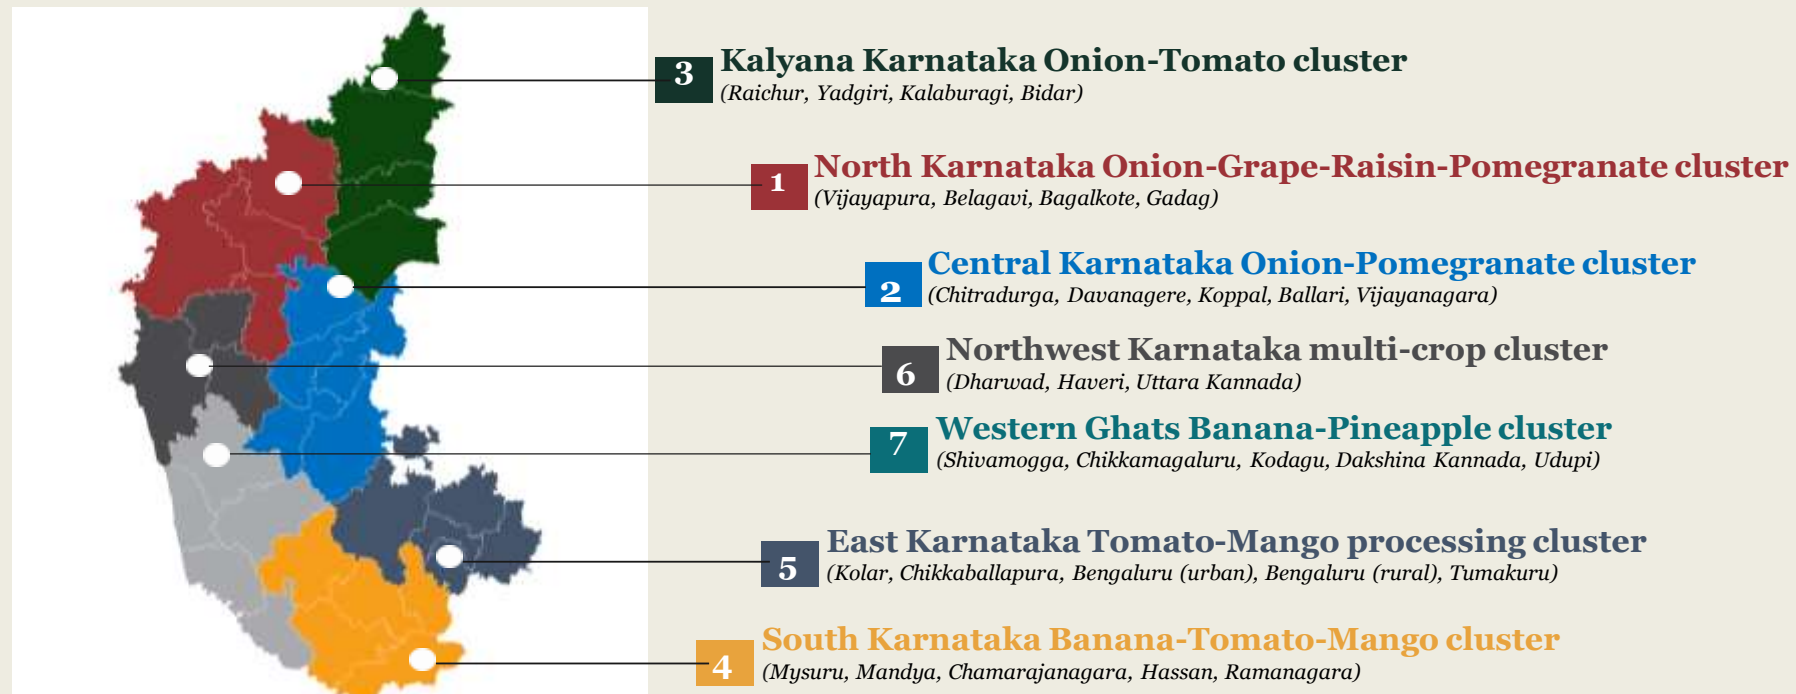 3
Kalyana Karnataka Onion-Tomato cluster
(Raichur, Yadgiri, Kalaburagi, Bidar)
1
North Karnataka Onion-Grape-Raisin-Pomegranate cluster
(Vijayapura, Belagavi, Bagalkote, Gadag)
2
Central Karnataka Onion-Pomegranate cluster
(Chitradurga, Davanagere, Koppal, Ballari, Vijayanagara)
6
Northwest Karnataka multi-crop cluster
(Dharwad, Haveri, Uttara Kannada)
7
Western Ghats Banana-Pineapple cluster
(Shivamogga, Chikkamagaluru, Kodagu, Dakshina Kannada, Udupi)
5
East Karnataka Tomato-Mango processing cluster
(Kolar, Chikkaballapura, Bengaluru (urban), Bengaluru (rural), Tumakuru)
4
South Karnataka Banana-Tomato-Mango cluster
(Mysuru, Mandya, Chamarajanagara, Hassan, Ramanagara)